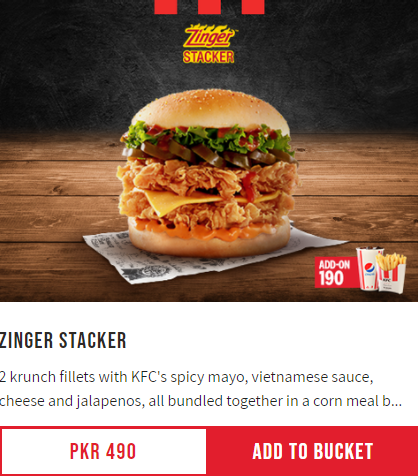 Zinger
STACKER
ADD-ON
190
ZINGER STACKER
2 krunch fillets with KFC's spicy mayo, vietnamese sauce,
cheese and jalapenos, all bundled together in a corn meal b...
PKR 490
ADD TO BUCKET